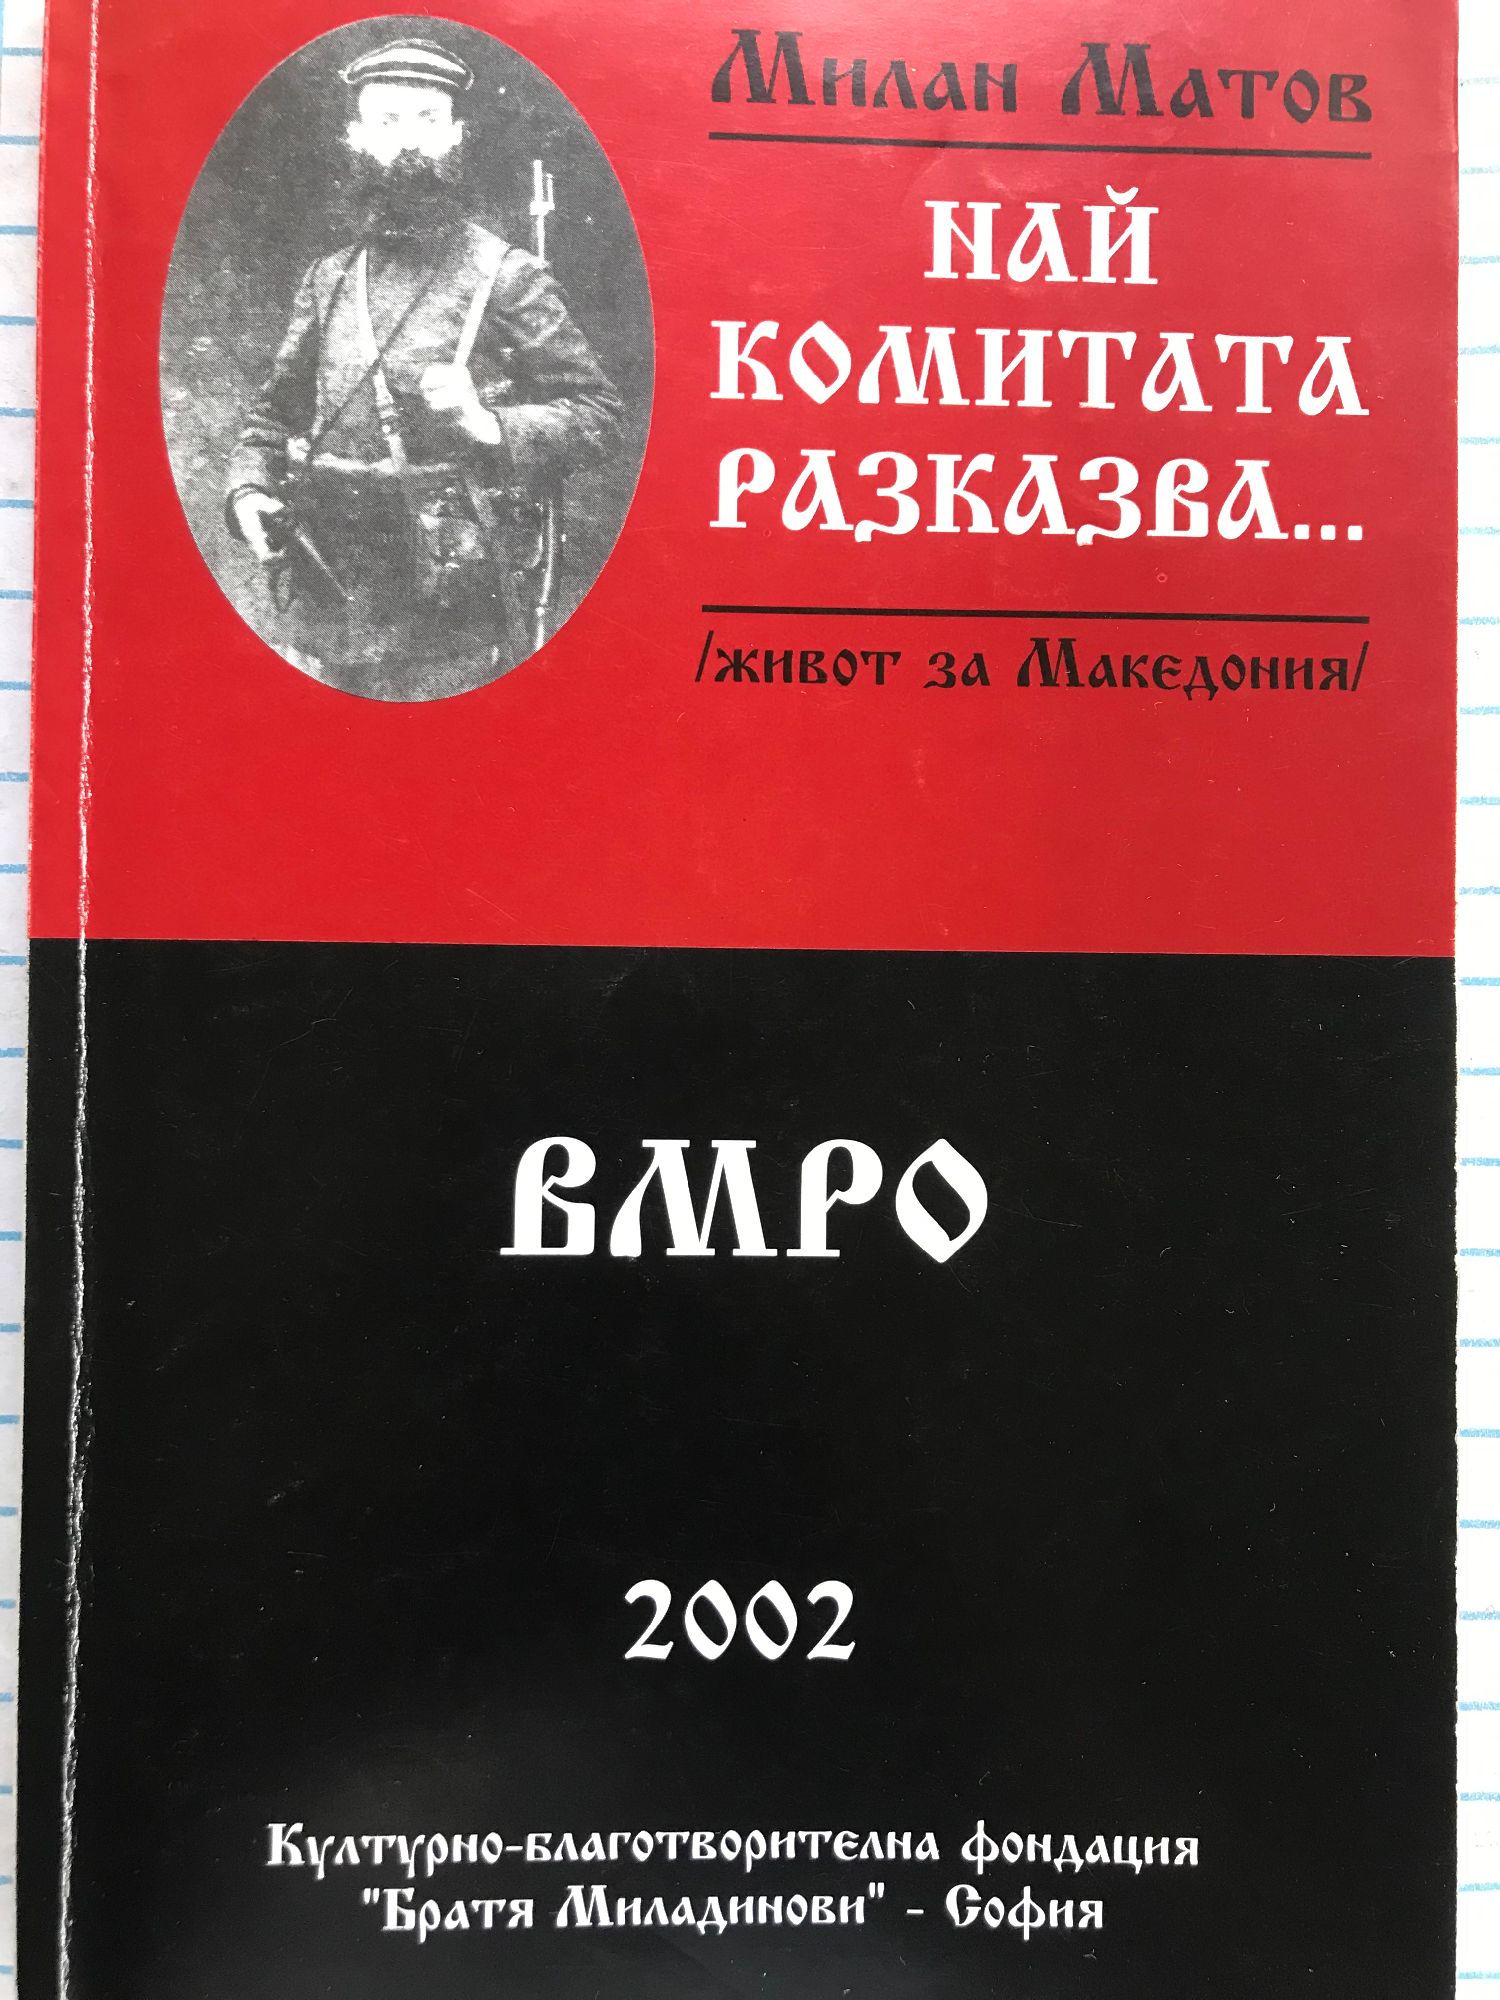 Милан Матов
НАЙ
КОМИТАТА
РАЗКАЗВА...
/живот за Македония/
ВМРО
2002
Културно-благотворителна фондация
"Братя Миладинови" - София